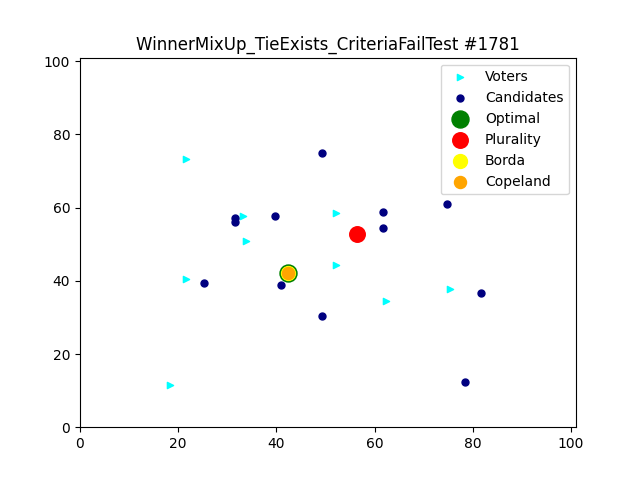 WinnerMixUp_TieExists_CriteriaFailTest #1781
100
80
60
40
20
0
0 20 40 60 80 100
Voters
Candidates
Optimal
Plurality
Borda
Copeland